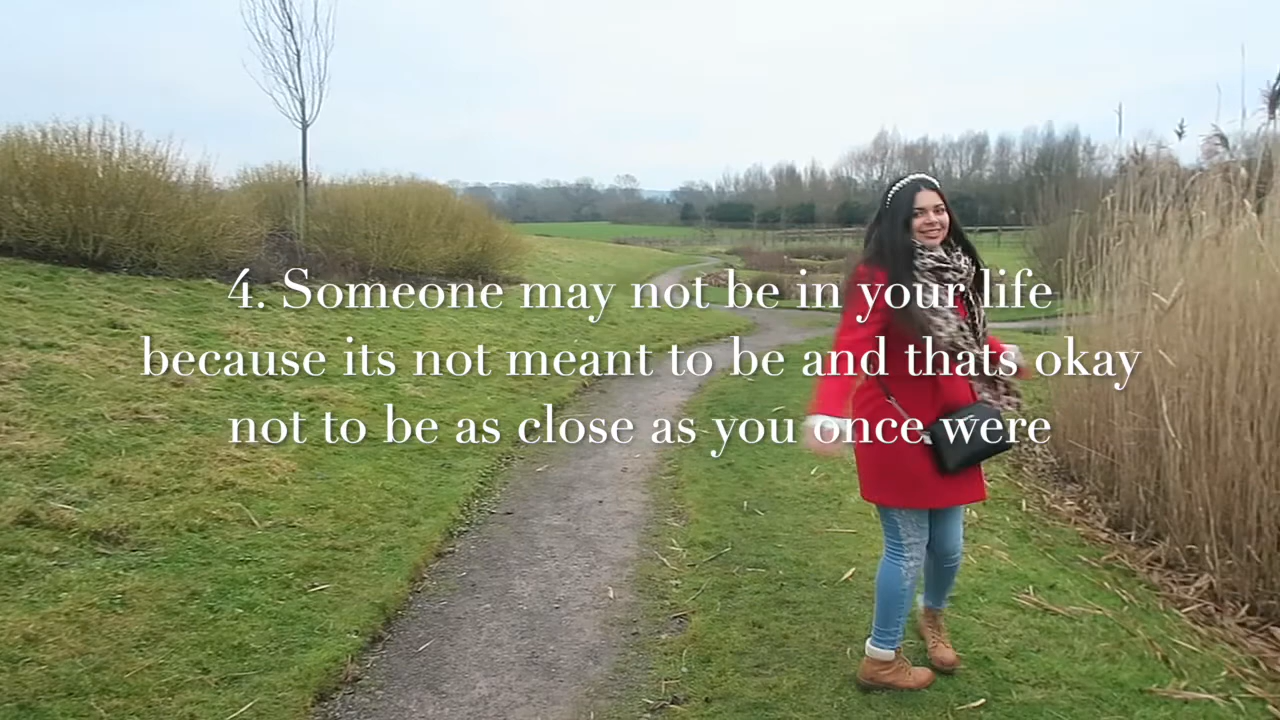 4. Someone may not be in your life
because its not meant to be and thats okay
not to be as close as you once were